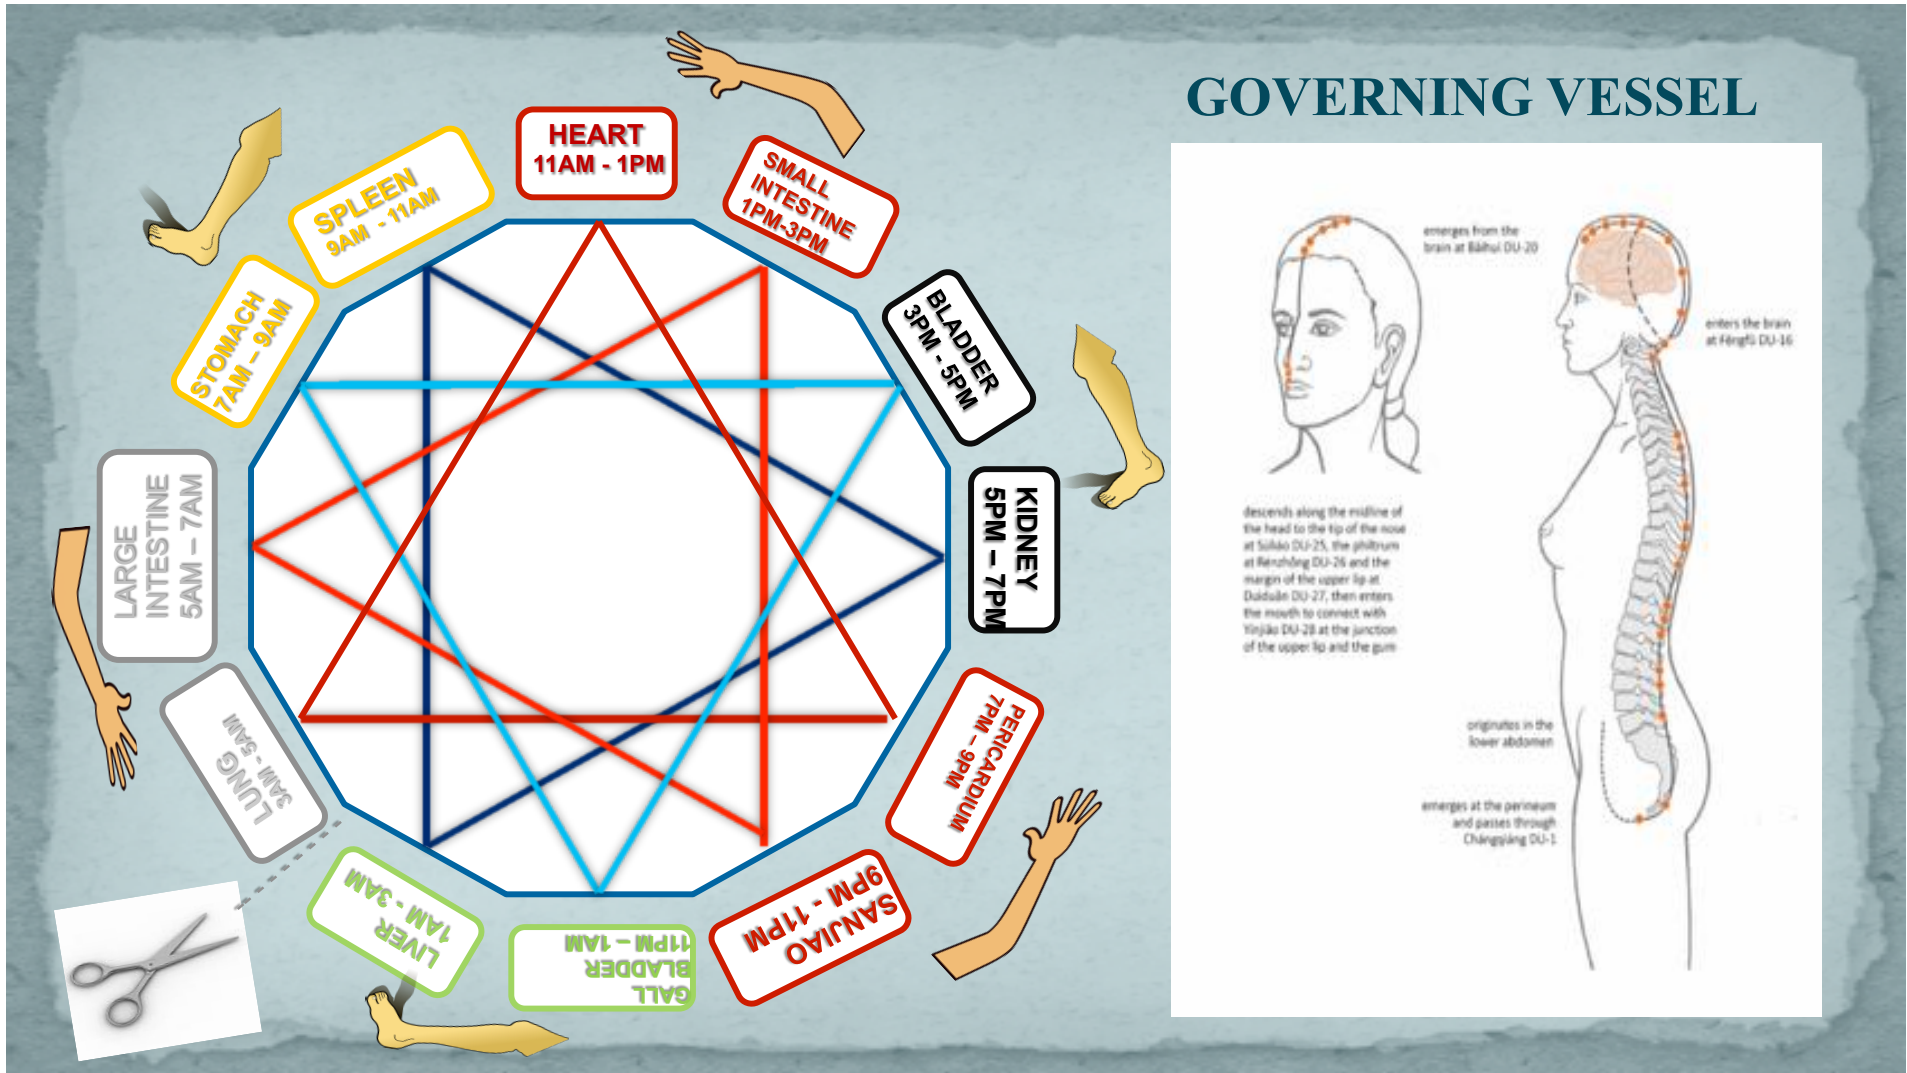 GOVERNING VESSEL
HEART
11AM - 1PM
SMALL
INTESTINE
1PM-3PM
BLADDER
3PM - 5PM
KIDNEY
5PM – 7PM
PERICARDIUM
7PM – 9PM
SANJIAO
9PM - 11PM
GALL
BLADDER
11PM – 1AM
LIVER
1AM - 3AM
LUNG
3AM - 5AM
LARGE
INTESTINE
5AM – 7AM
STOMACH
7AM – 9AM
SPLEEN
9AM - 11AM
emerges from the
brain at Bǎihuì DU-20
enters the brain
at Fēngfǔ DU-16
descends along the midline of
the head to the tip of the nose
at Sùliáo DU-25, the philtrum
at Rénzhōng DU-26 and the
margin of the upper lip at
Duìduān DU-27, then enters
the mouth to connect with
Yínjiāo DU-28 at the junction
of the upper lip and the gum
originates in the
lower abdomen
emerges at the perineum
and passes through
Chángqiáng DU-1